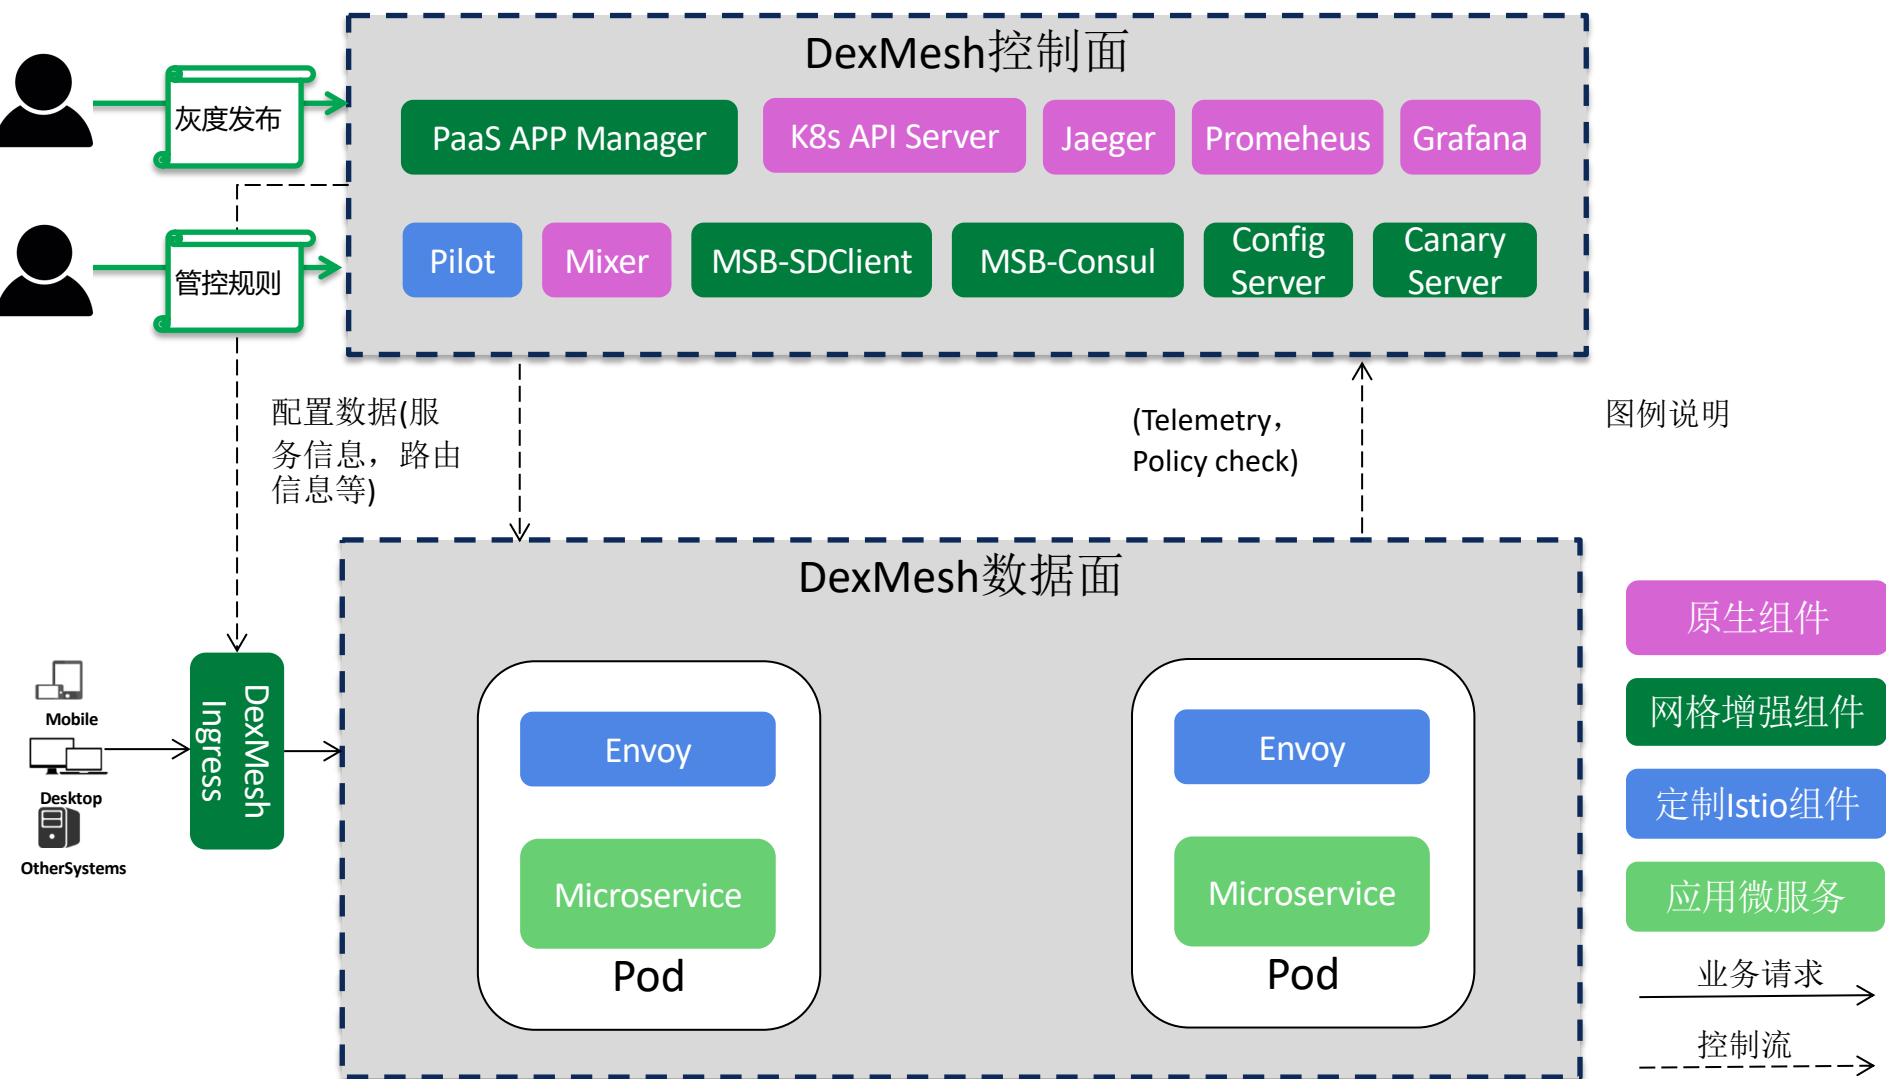 DexMesh控制面
灰度发布
PaaS APP Manager
K8s API Server
Jaeger
Promeheus
Grafana
管控规则
Pilot
Mixer
MSB-SDClient
MSB-Consul
Config
Server
Canary
Server
配置数据(服
务信息，路由
信息等)
(Telemetry，
Policy check)
图例说明
DexMesh数据面
Mobile
Desktop
OtherSystems
DexMesh
Ingress
Envoy
Microservice
Pod
Envoy
Microservice
Pod
原生组件
网格增强组件
定制Istio组件
应用微服务
业务请求
控制流